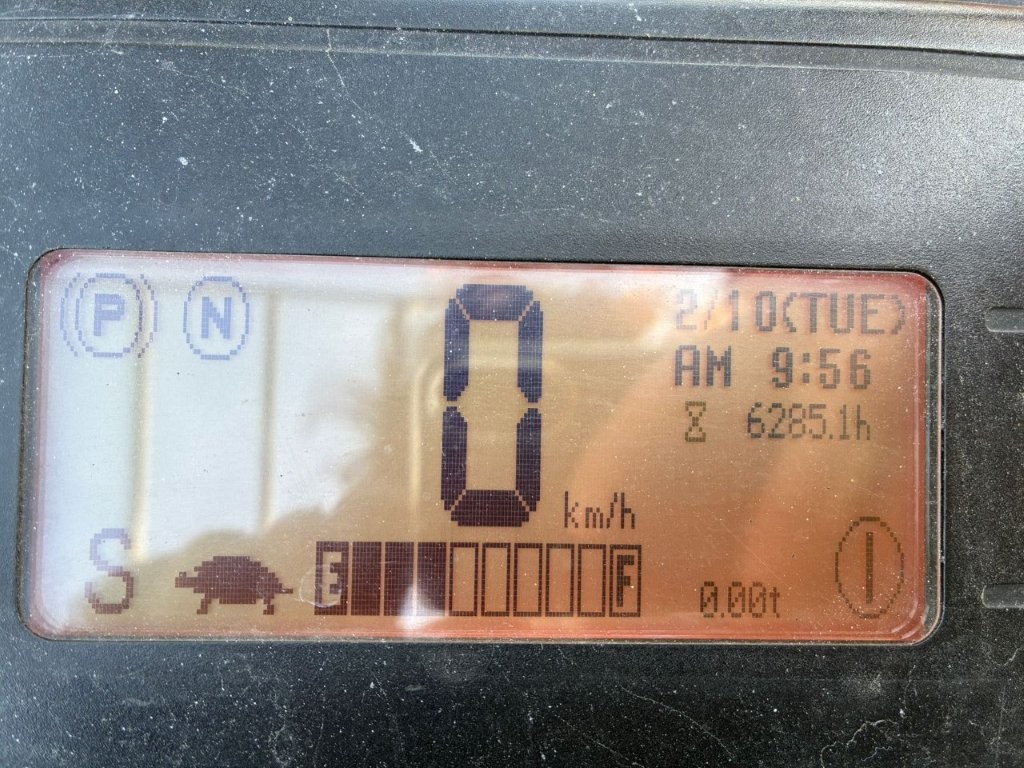 P N
0
km/h
2/10(TUE)
AM 9:56
6285.1h
S
E F
0.00t